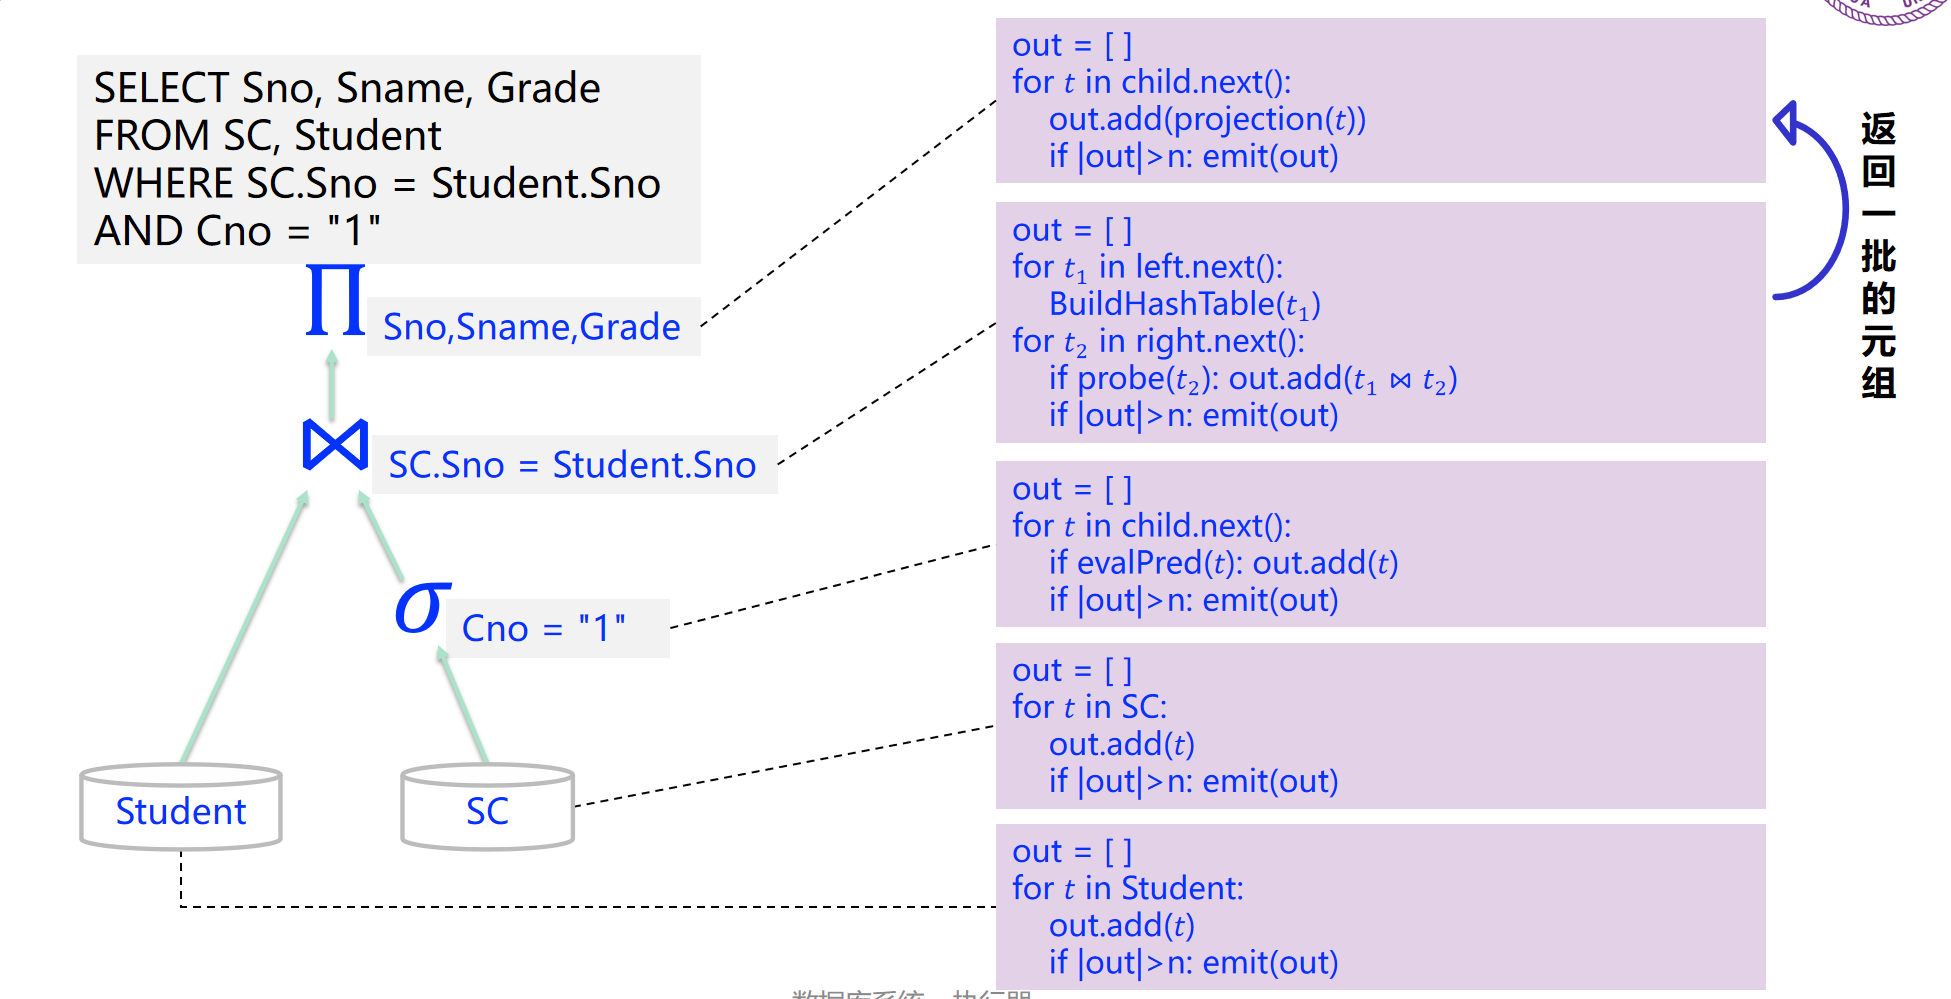 SELECT Sno, Sname, Grade
FROM SC, Student
WHERE SC.Sno = Student.Sno
AND Cno = "1"
∏
Sno,Sname,Grade
⋈
SC.Sno = Student.Sno
σ
Cno = "1"
Student
SC
out = [ ]
for t in child.next():
out.add(projection(t))
if |out|>n: emit(out)
out = [ ]
for t₁ in left.next():
BuildHashTable(t₁)
for t₂ in right.next():
if probe(t₂): out.add(t₁ ⋈ t₂)
if |out|>n: emit(out)
out = [ ]
for t in child.next():
if evalPred(t): out.add(t)
if |out|>n: emit(out)
out = [ ]
for t in SC:
out.add(t)
if |out|>n: emit(out)
out = [ ]
for t in Student:
out.add(t)
if |out|>n: emit(out)
返回一批的元组